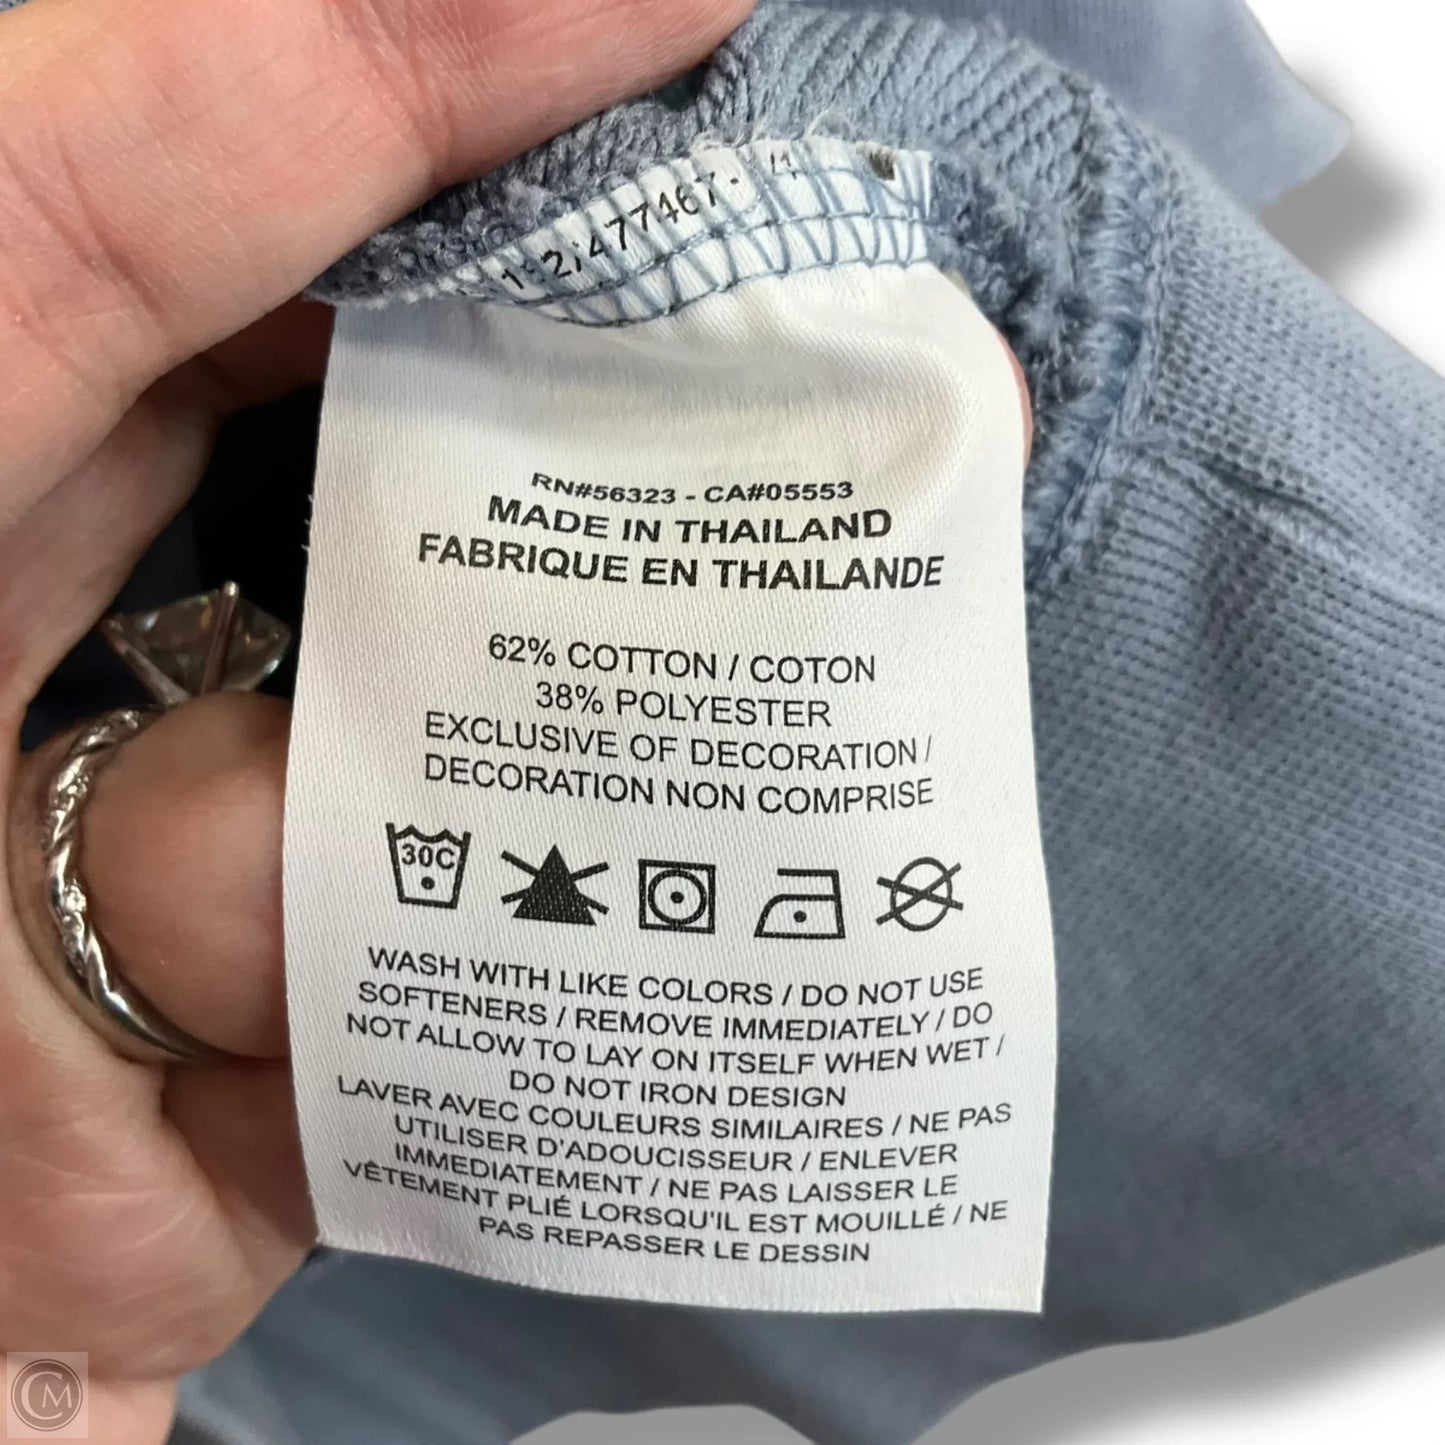 RN#56323 - CA#05553
MADE IN THAILAND
FABRIQUE EN THAILANDE
62% COTTON / COTON
38% POLYESTER
EXCLUSIVE OF DECORATION /
DECORATION NON COMPRISE
30C
WASH WITH LIKE COLORS / DO NOT USE
SOFTENERS / REMOVE IMMEDIATELY / DO
NOT ALLOW TO LAY ON ITSELF WHEN WET /
DO NOT IRON DESIGN
LAVER AVEC COULEURS SIMILAIRES / NE PAS
UTILISER D'ADOUCISSEUR / ENLEVER
IMMEDIATEMENT / NE PAS LAISSER LE
VÊTEMENT PLIÉ LORSQU'IL EST MOUILLÉ / NE
PAS REPASSER LE DESSIN
CM